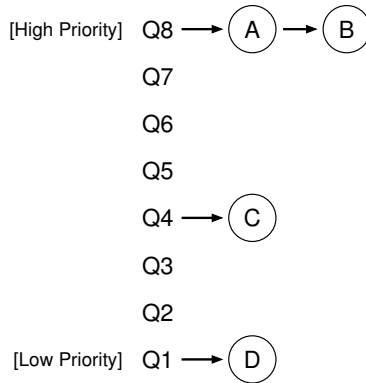 [High Priority] Q8 A B
Q7
Q6
Q5
Q4 C
Q3
Q2
[Low Priority] Q1 D